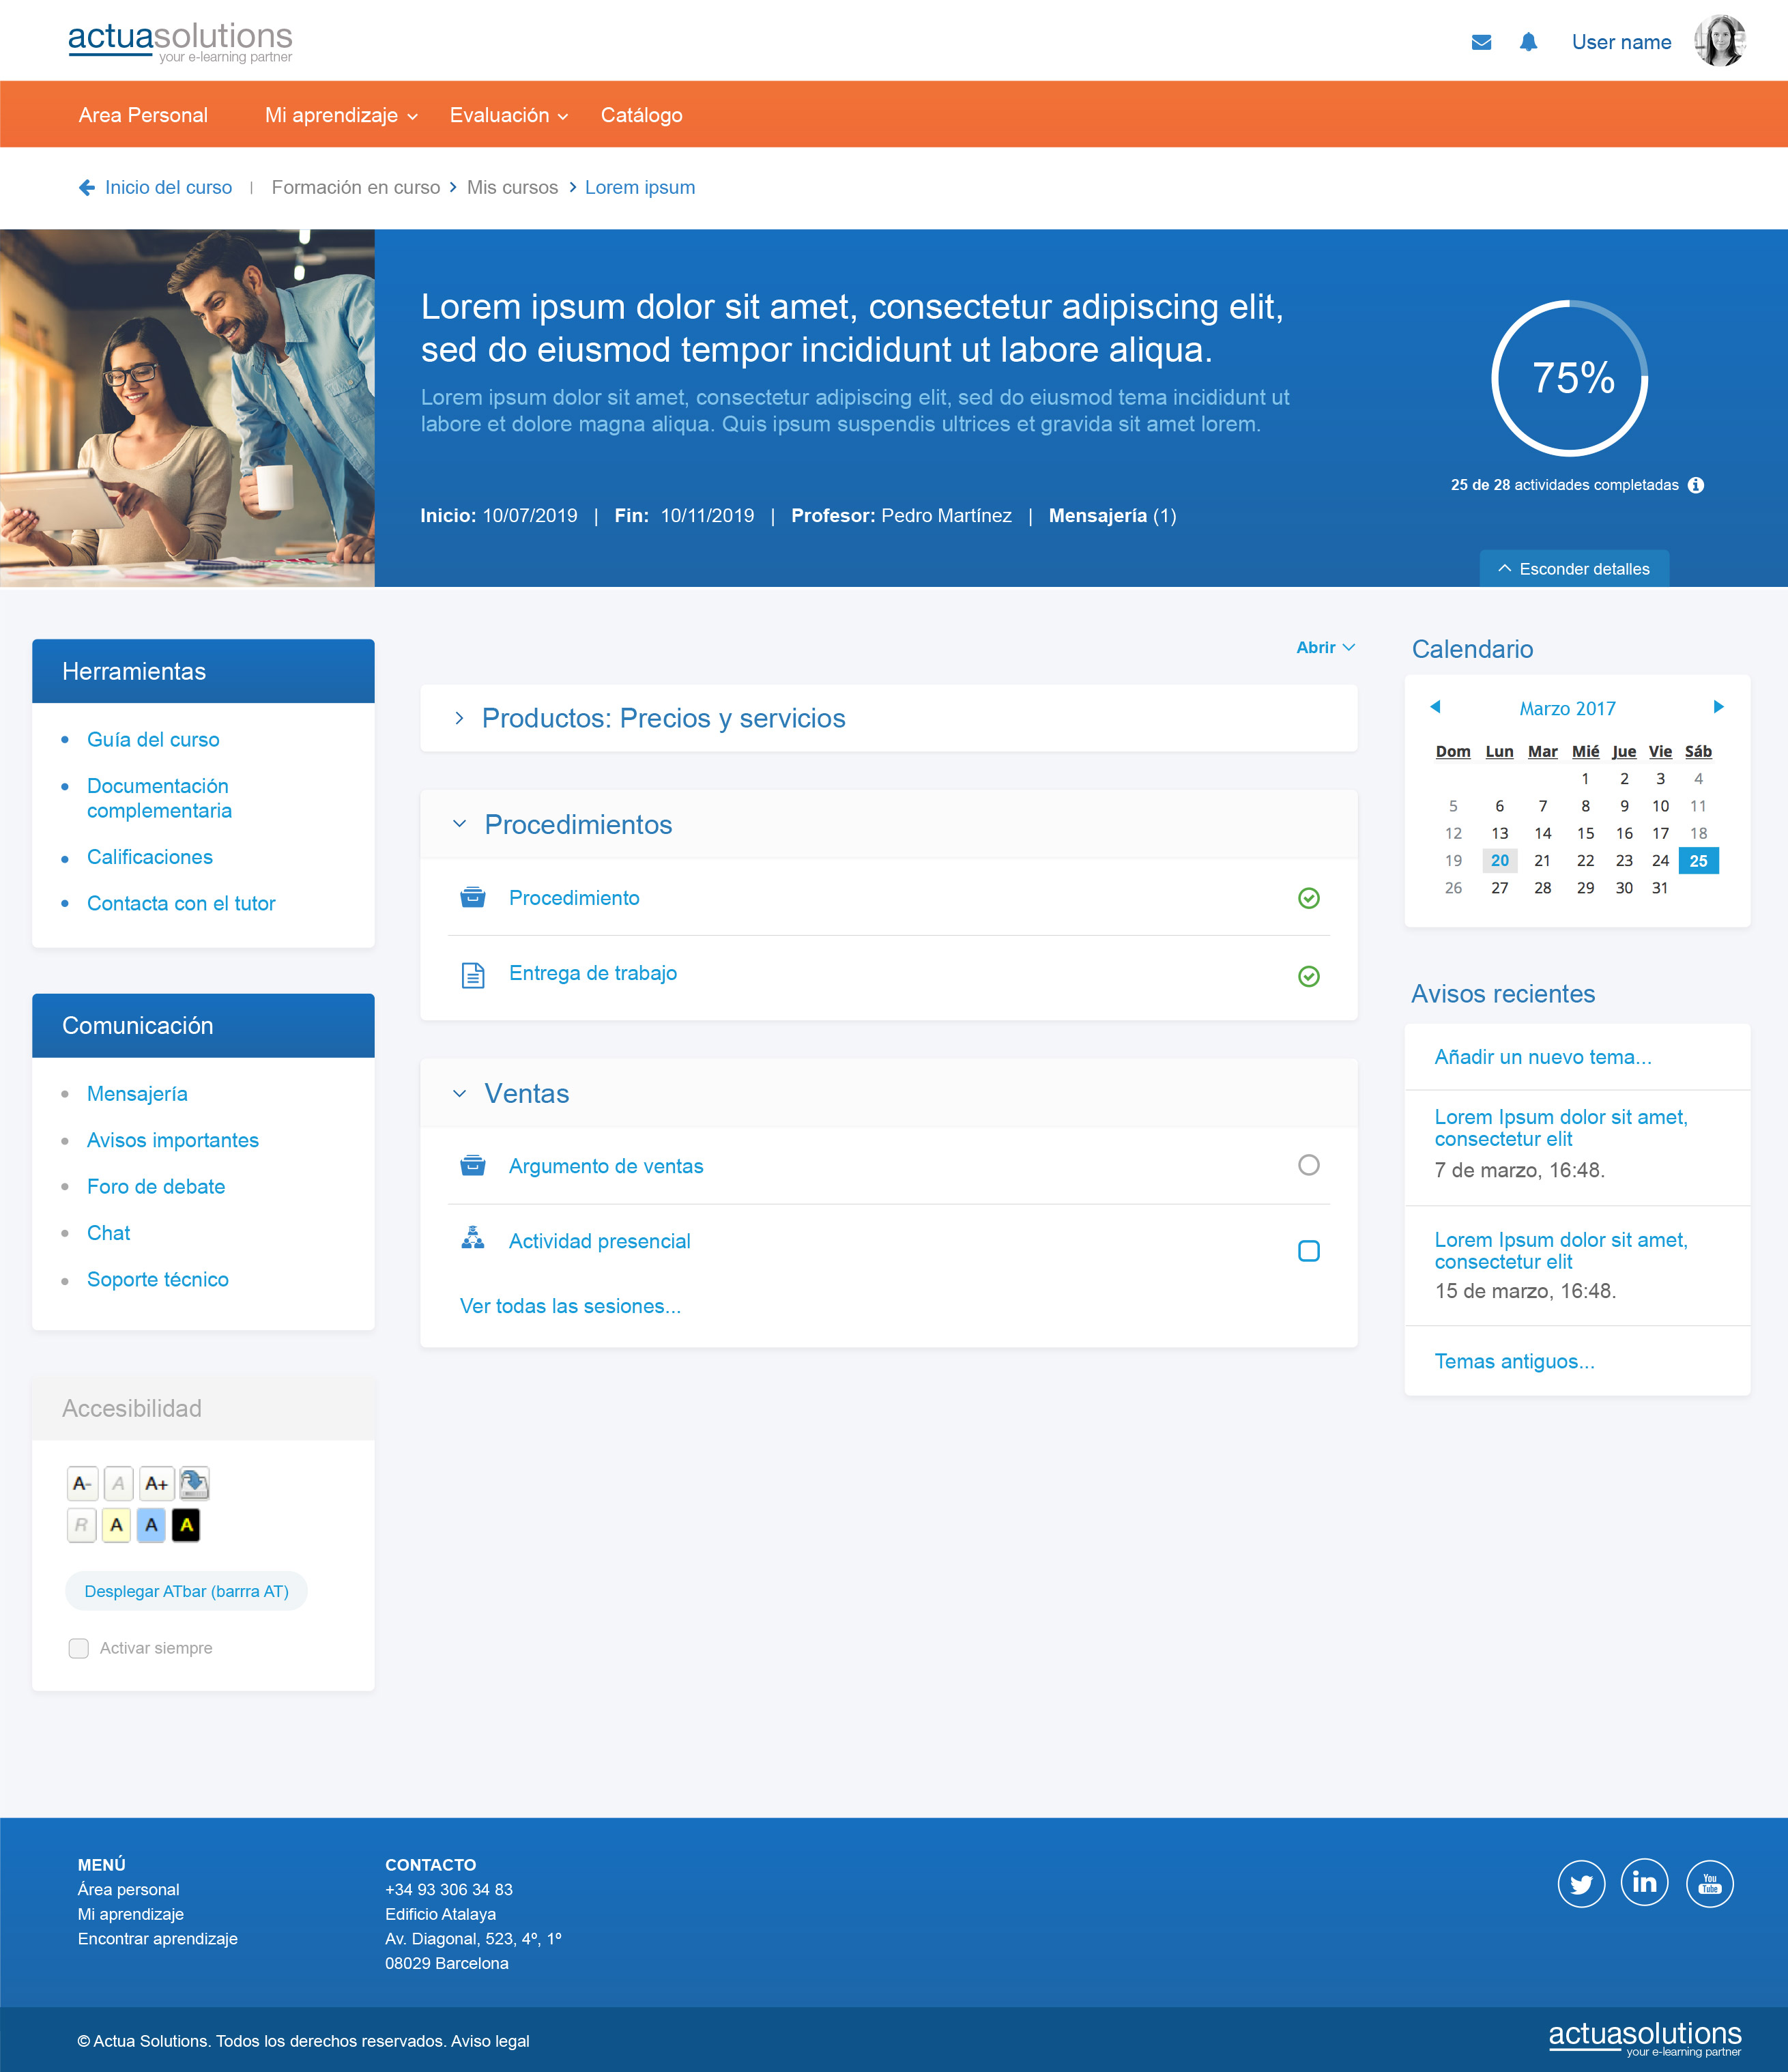 actuasolutions
your e-learning partner
User name
Area Personal
Mi aprendizaje
Evaluación
Catálogo
Inicio del curso | Formación en curso > Mis cursos > Lorem ipsum
Lorem ipsum dolor sit amet, consectetur adipiscing elit,
sed do eiusmod tempor incididunt ut labore aliqua.
Lorem ipsum dolor sit amet, consectetur adipiscing elit, sed do eiusmod tema incididunt ut
labore et dolore magna aliqua. Quis ipsum suspendis ultrices et gravida sit amet lorem.
Inicio: 10/07/2019 | Fin: 10/11/2019 | Profesor: Pedro Martínez | Mensajería (1)
75%
25 de 28 actividades completadas
Esconder detalles
Herramientas
Guía del curso
Documentación
complementaria
Calificaciones
Contacta con el tutor
Comunicación
Mensajería
Avisos importantes
Foro de debate
Chat
Soporte técnico
Accesibilidad
A- A A+
R A A A
Desplegar ATbar (barrra AT)
Activar siempre
Abrir
Productos: Precios y servicios
Procedimientos
Procedimiento
Entrega de trabajo
Ventas
Argumento de ventas
Actividad presencial
Ver todas las sesiones...
Calendario
Marzo 2017
Dom Lun Mar Mié Jue Vie Sáb
1 2 3 4
5 6 7 8 9 10 11
12 13 14 15 16 17 18
19 20 21 22 23 24 25
26 27 28 29 30 31
Avisos recientes
Añadir un nuevo tema...
Lorem Ipsum dolor sit amet,
consectetur elit
7 de marzo, 16:48.
Lorem Ipsum dolor sit amet,
consectetur elit
15 de marzo, 16:48.
Temas antiguos...
MENÚ
Área personal
Mi aprendizaje
Encontrar aprendizaje
CONTACTO
+34 93 306 34 83
Edificio Atalaya
Av. Diagonal, 523, 4º, 1º
08029 Barcelona
in
You
Tube
© Actua Solutions. Todos los derechos reservados. Aviso legal
actuasolutions
your e-learning partner